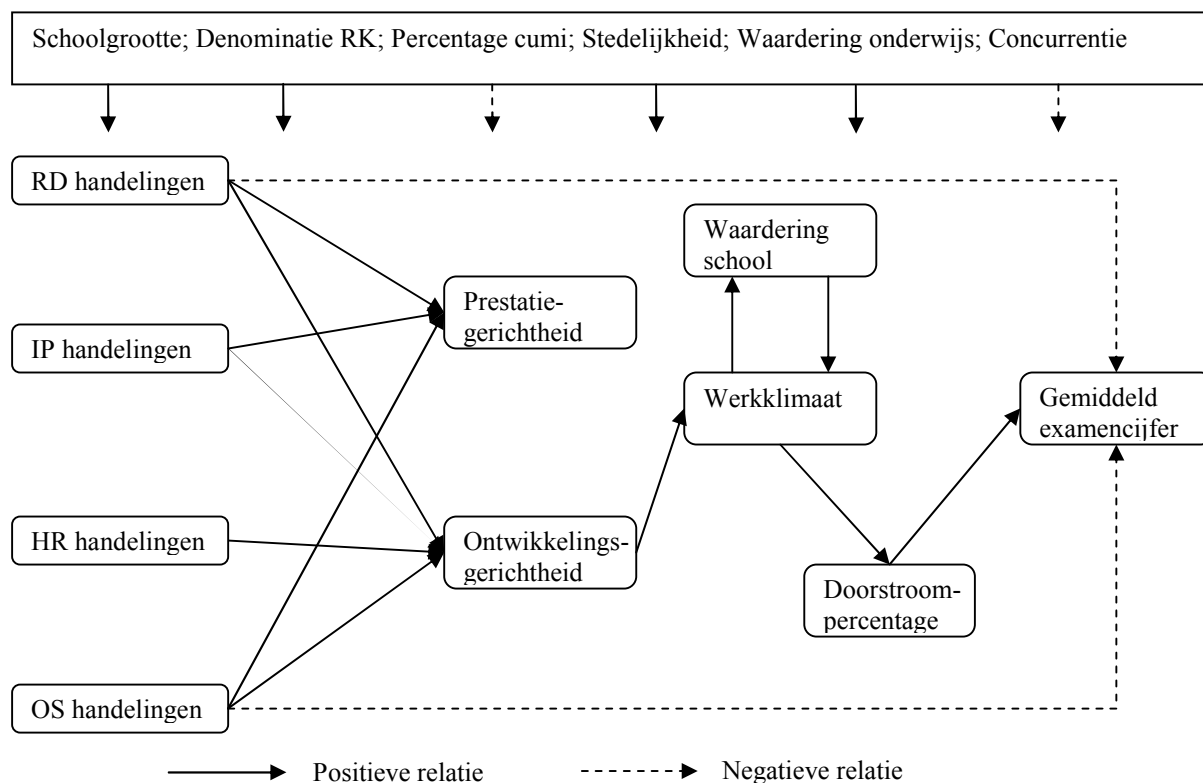 Schoolgrootte; Denominatie RK; Percentage cumi; Stedelijkheid; Waardering onderwijs; Concurrentie
RD handelingen
Waardering
school
Prestatie-
gerichtheid
IP handelingen
Werkklimaat
Gemiddeld
examencijfer
HR handelingen
Ontwikkelings-
gerichtheid
Doorstroom-
percentage
OS handelingen
Positieve relatie
Negatieve relatie